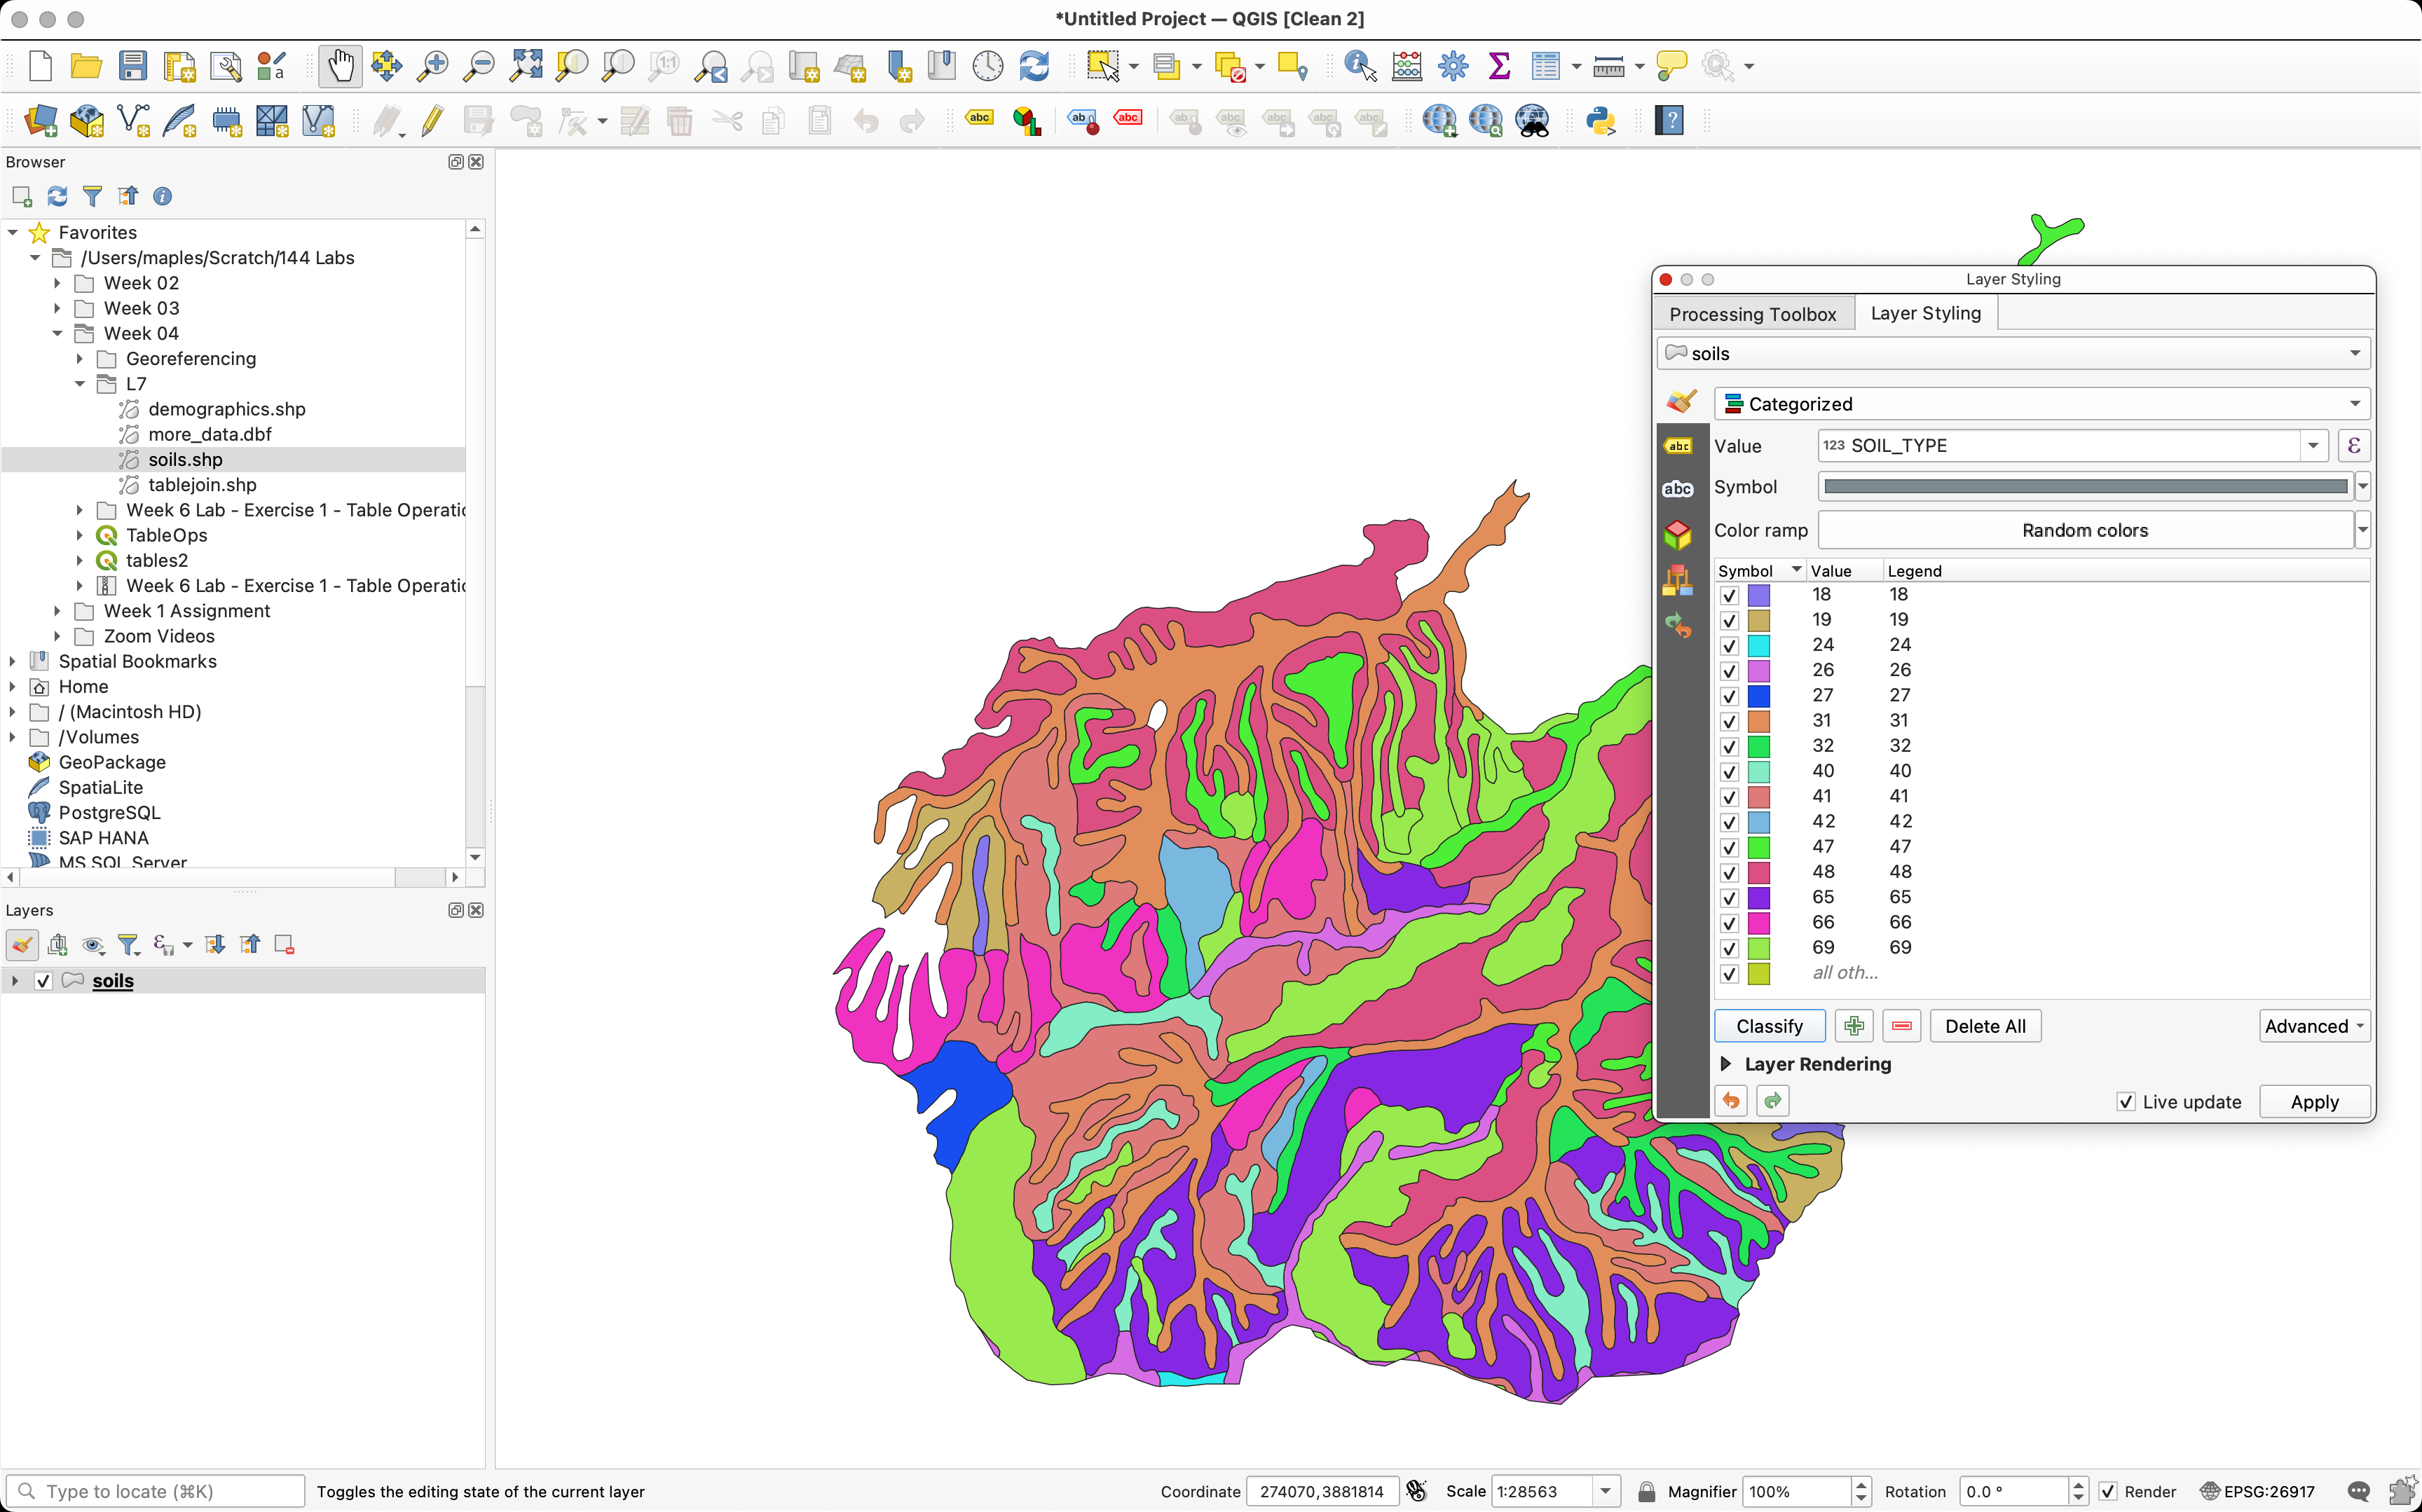 *Untitled Project — QGIS [Clean 2]
Browser
Favorites
/Users/maples/Scratch/144 Labs
Week 02
Week 03
Week 04
Georeferencing
L7
demographics.shp
more_data.dbf
soils.shp
tablejoin.shp
Week 6 Lab - Exercise 1 - Table Operatic
TableOps
tables2
Week 6 Lab - Exercise 1 - Table Operatic
Week 1 Assignment
Zoom Videos
Spatial Bookmarks
Home
/ (Macintosh HD)
/Volumes
GeoPackage
SpatiaLite
PostgreSQL
SAP HANA
MS SQL Server
Layers
soils
Layer Styling
Processing Toolbox
Layer Styling
soils
Categorized
Value 123 SOIL_TYPE ε
Symbol
Color ramp Random colors
Symbol Value Legend
18 18
19 19
24 24
26 26
27 27
31 31
32 32
40 40
41 41
42 42
47 47
48 48
65 65
66 66
69 69
all oth...
Classify Delete All Advanced
Layer Rendering
Live update Apply
Type to locate (⌘K) Toggles the editing state of the current layer Coordinate 274070,3881814 Scale 1:28563 Magnifier 100% Rotation 0.0 ° Render EPSG:26917